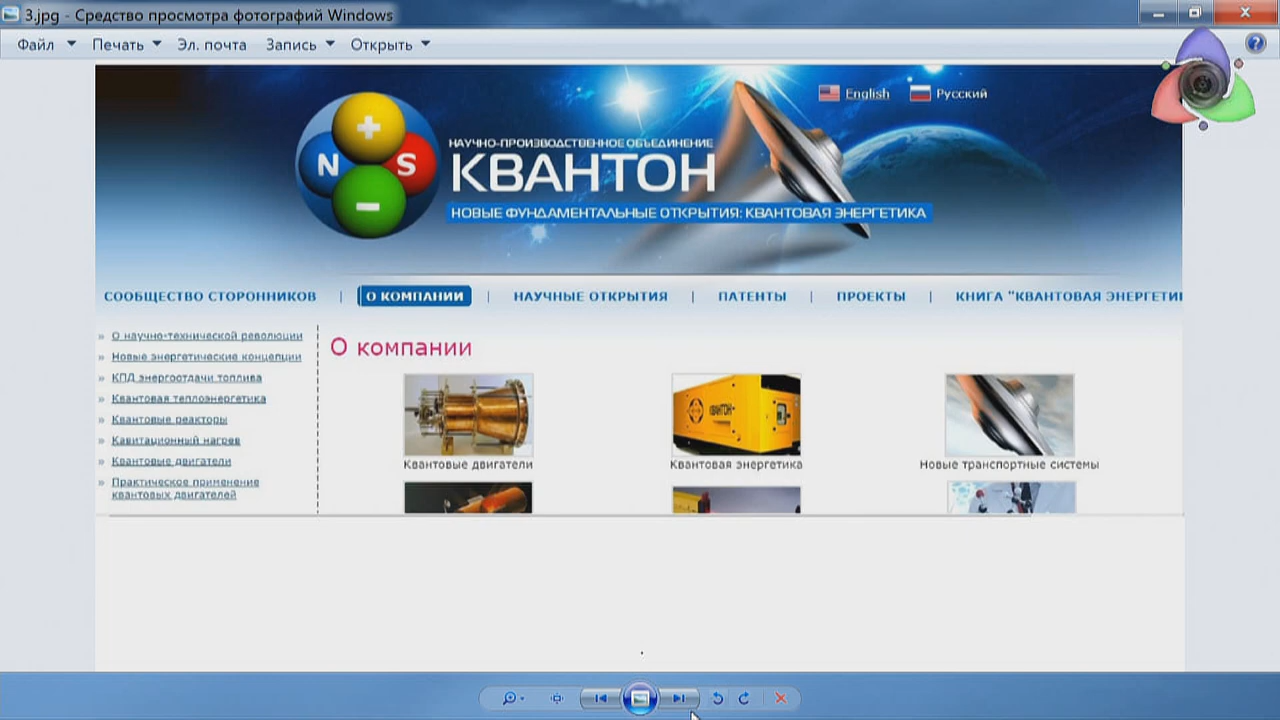 3.jpg - Средство просмотра фотографий Windows
Файл Печать Эл. почта Запись Открыть
English Русский
+
N S
−
НАУЧНО-ПРОИЗВОДСТВЕННОЕ ОБЪЕДИНЕНИЕ
КВАНТОН
НОВЫЕ ФУНДАМЕНТАЛЬНЫЕ ОТКРЫТИЯ: КВАНТОВАЯ ЭНЕРГЕТИКА
СООБЩЕСТВО СТОРОННИКОВ | О КОМПАНИИ | НАУЧНЫЕ ОТКРЫТИЯ | ПАТЕНТЫ | ПРОЕКТЫ | КНИГА "КВАНТОВАЯ ЭНЕРГЕТИ
» О научно-технической революции
» Новые энергетические концепции
» КПД энергоотдачи топлива
» Квантовая теплоэнергетика
» Квантовые реакторы
» Кавитационный нагрев
» Квантовые двигатели
» Практическое применение
квантовых двигателей
О компании
КВАНТОН
Квантовые двигатели Квантовая энергетика Новые транспортные системы